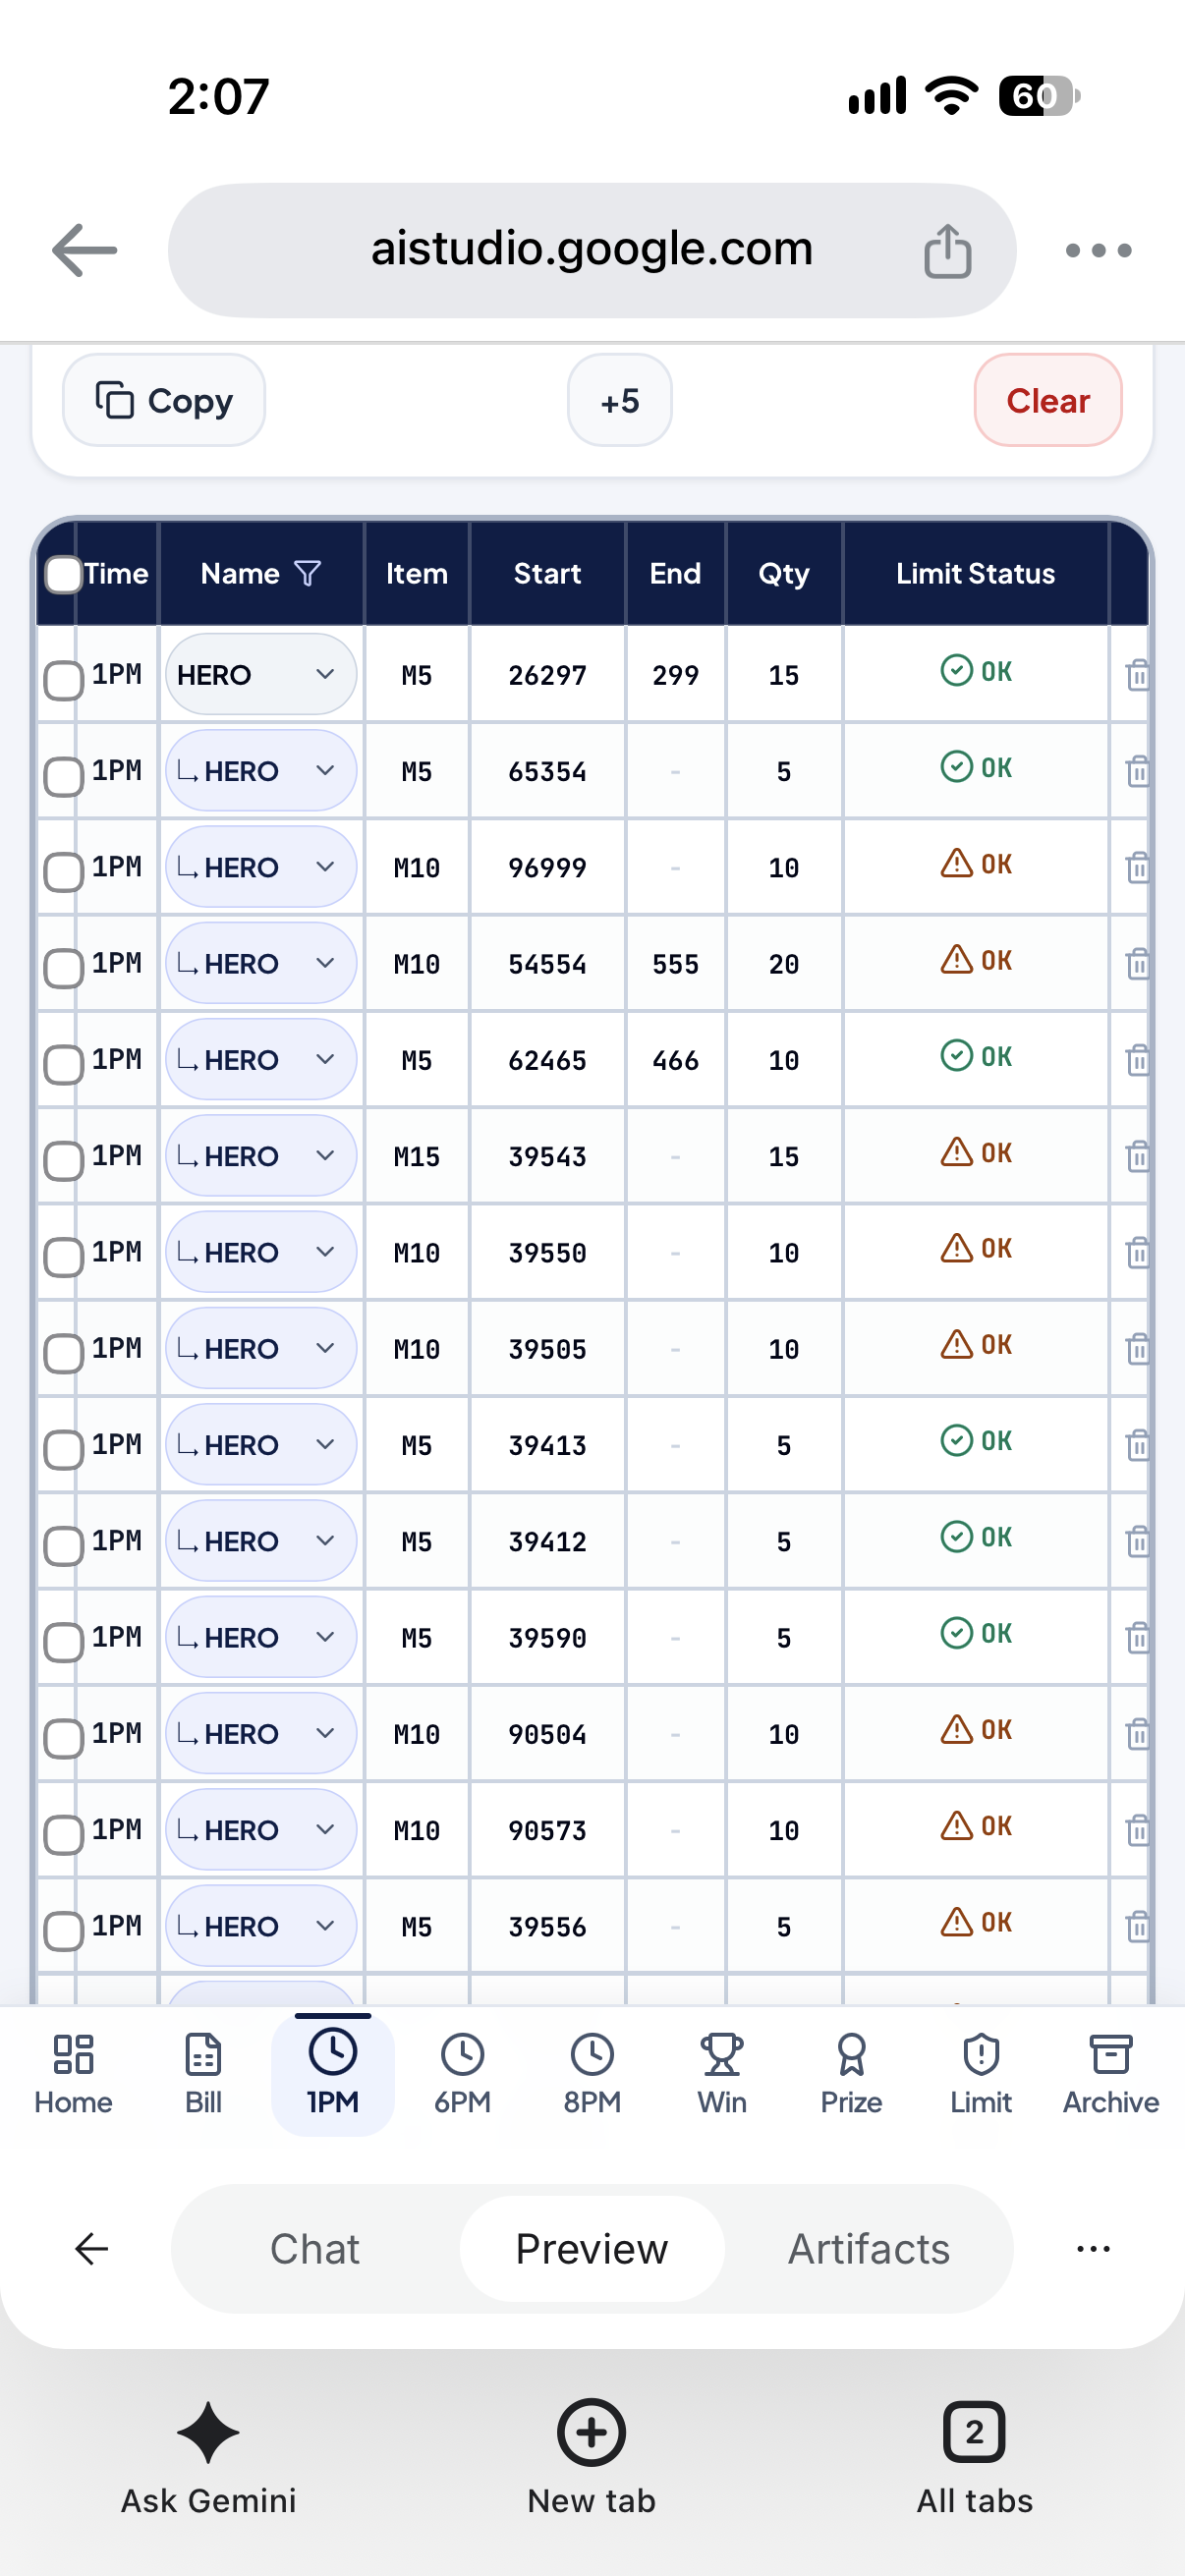 2:07
60
aistudio.google.com
Copy +5 Clear
Time Name Item Start End Qty Limit Status
1PM HERO M5 26297 299 15 OK
1PM HERO M5 65354 - 5 OK
1PM HERO M10 96999 - 10 OK
1PM HERO M10 54554 555 20 OK
1PM HERO M5 62465 466 10 OK
1PM HERO M15 39543 - 15 OK
1PM HERO M10 39550 - 10 OK
1PM HERO M10 39505 - 10 OK
1PM HERO M5 39413 - 5 OK
1PM HERO M5 39412 - 5 OK
1PM HERO M5 39590 - 5 OK
1PM HERO M10 90504 - 10 OK
1PM HERO M10 90573 - 10 OK
1PM HERO M5 39556 - 5 OK
Home Bill 1PM 6PM 8PM Win Prize Limit Archive
Chat Preview Artifacts
2
Ask Gemini New tab All tabs